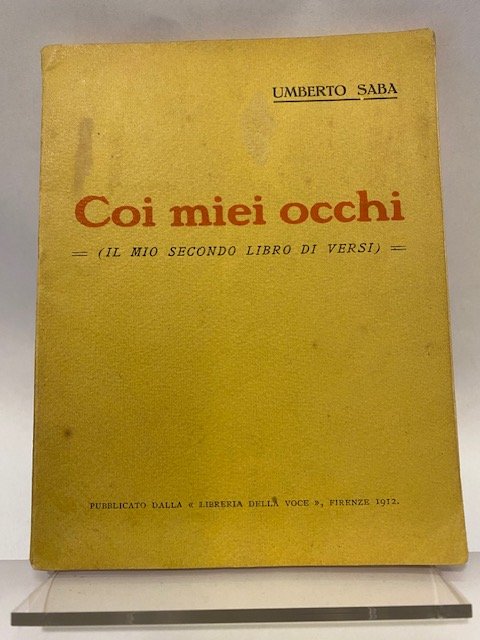 UMBERTO SABA
Coi miei occhi
= (IL MIO SECONDO LIBRO DI VERSI) =
PUBBLICATO DALLA « LIBRERIA DELLA VOCE », FIRENZE 1912.